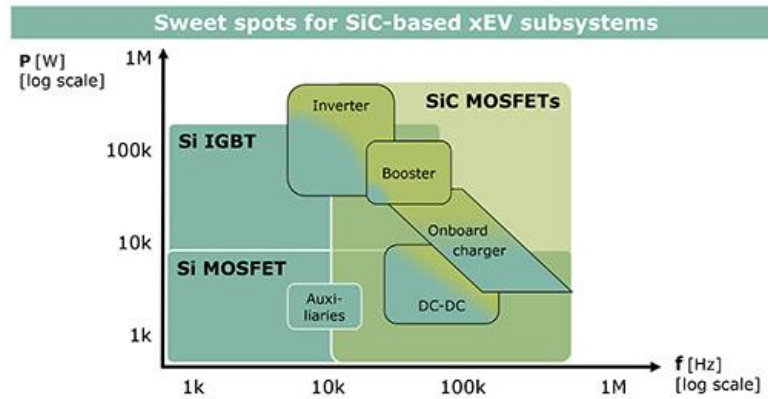 Sweet spots for SiC-based xEV subsystems
P [W]
[log scale]
1M
100k
10k
1k
Inverter
SiC MOSFETs
Si IGBT
Booster
Onboard
charger
Si MOSFET
Auxi-
liaries
DC-DC
1k
10k
100k
1M
f [Hz]
[log scale]